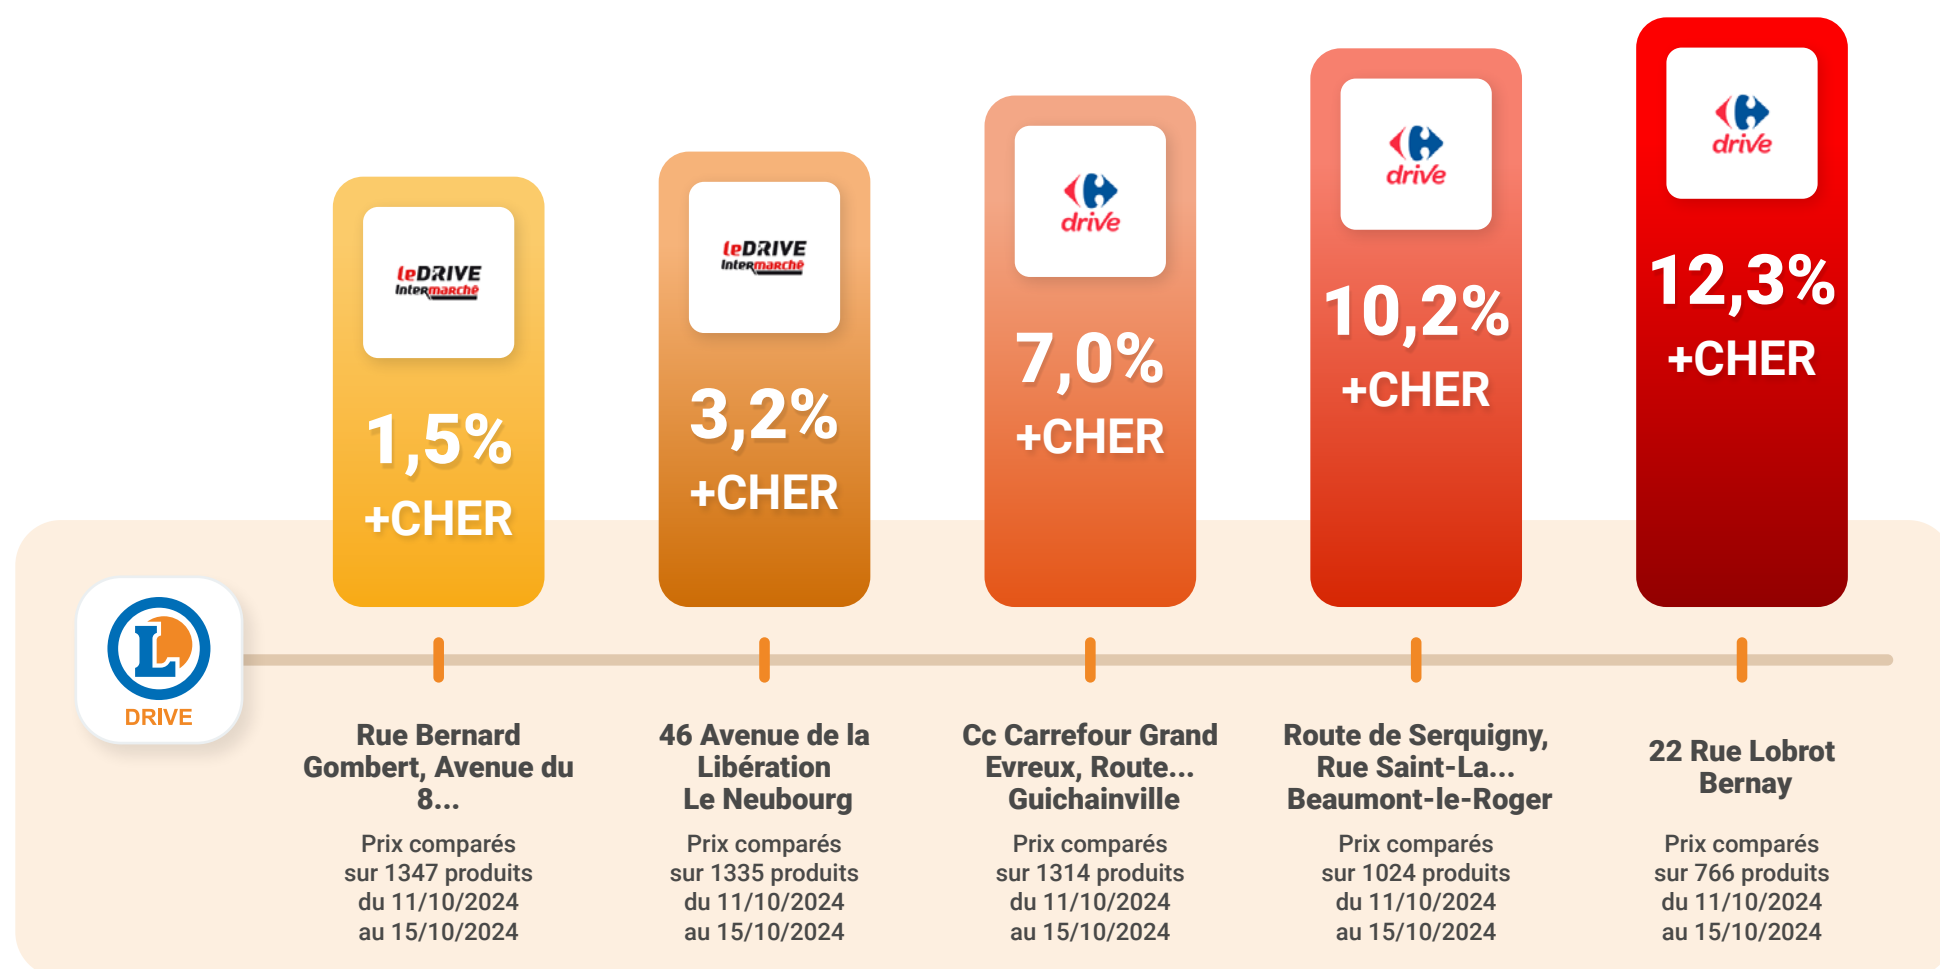 leDRIVE
Intermarché
1,5%
+CHER
leDRIVE
Intermarché
3,2%
+CHER
drive
7,0%
+CHER
drive
10,2%
+CHER
drive
12,3%
+CHER
L
DRIVE
Rue Bernard
Gombert, Avenue du
8...
Prix comparés
sur 1347 produits
du 11/10/2024
au 15/10/2024
46 Avenue de la
Libération
Le Neubourg
Prix comparés
sur 1335 produits
du 11/10/2024
au 15/10/2024
Cc Carrefour Grand
Evreux, Route...
Guichainville
Prix comparés
sur 1314 produits
du 11/10/2024
au 15/10/2024
Route de Serquigny,
Rue Saint-La...
Beaumont-le-Roger
Prix comparés
sur 1024 produits
du 11/10/2024
au 15/10/2024
22 Rue Lobrot
Bernay
Prix comparés
sur 766 produits
du 11/10/2024
au 15/10/2024